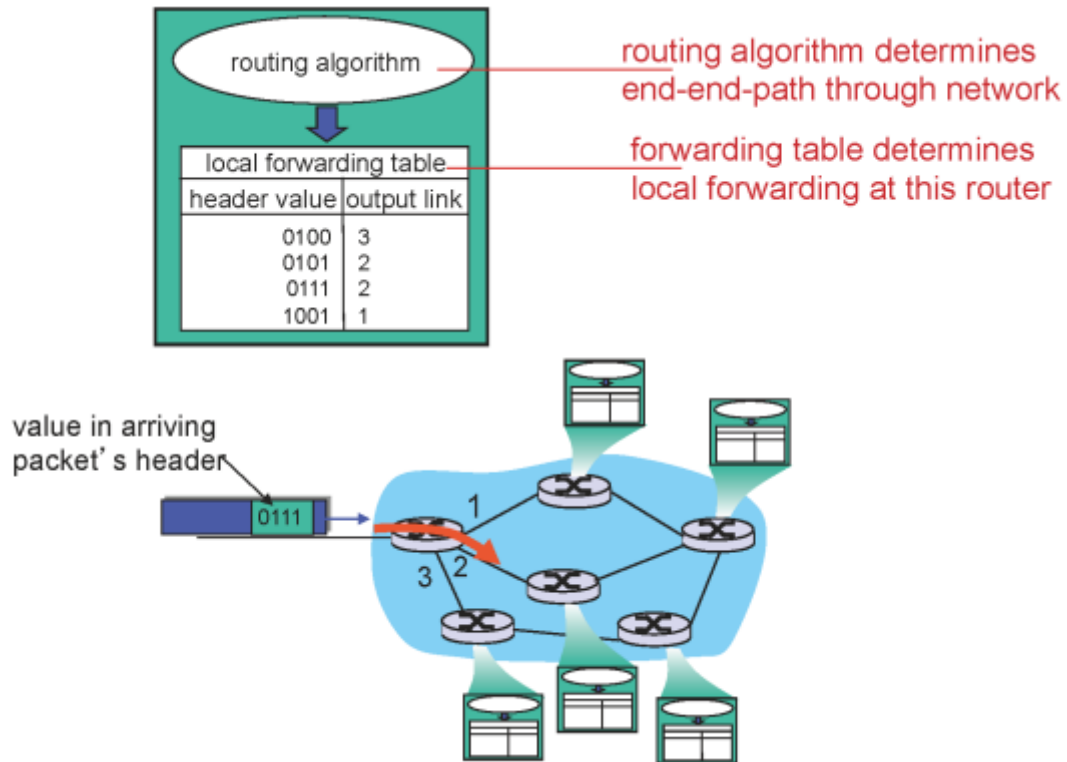 routing algorithm
routing algorithm determines
end-end-path through network
local forwarding table
forwarding table determines
local forwarding at this router
header value output link
0100 3
0101 2
0111 2
1001 1
value in arriving
packet’s header
0111
1
2
3